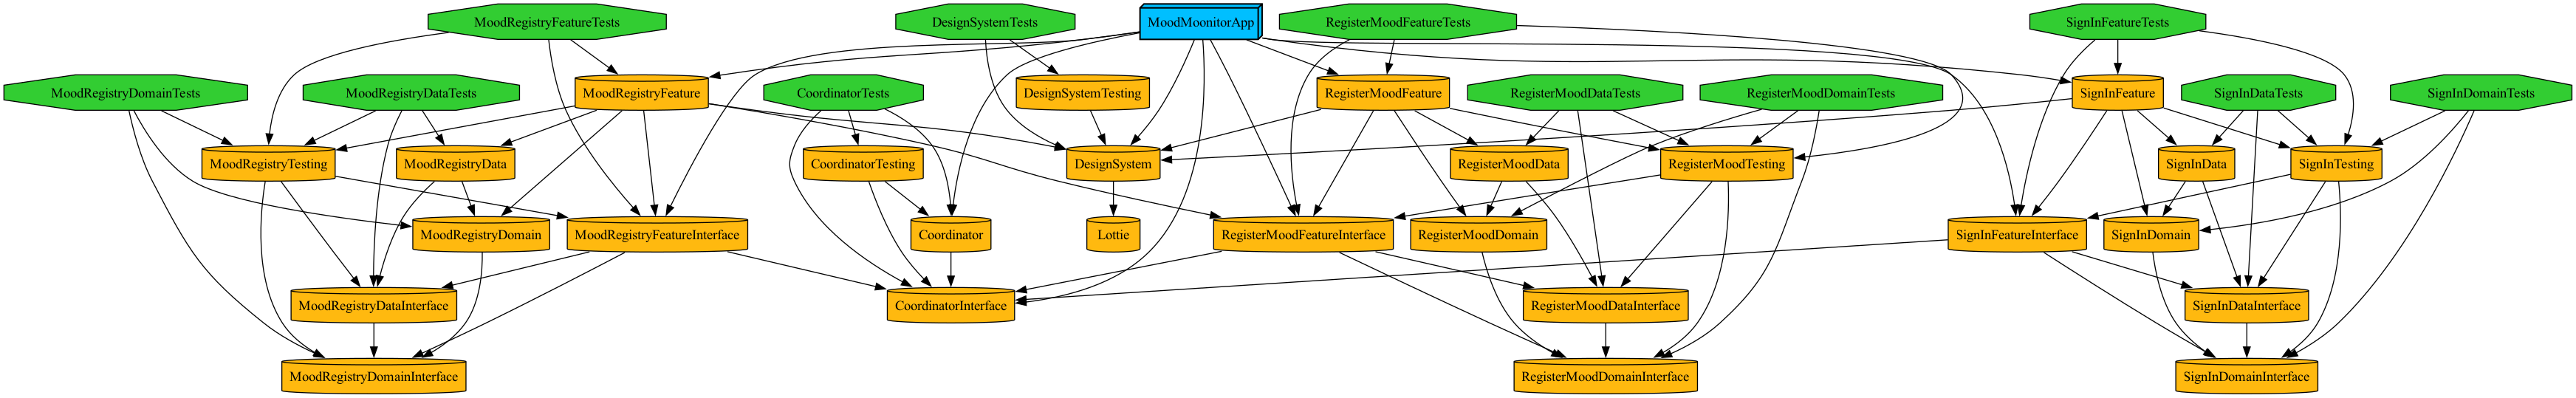 MoodRegistryFeatureTests
DesignSystemTests
MoodMoonitorApp
RegisterMoodFeatureTests
SignInFeatureTests
MoodRegistryDomainTests
MoodRegistryDataTests
MoodRegistryFeature
CoordinatorTests
DesignSystemTesting
RegisterMoodFeature
RegisterMoodDataTests
RegisterMoodDomainTests
SignInFeature
SignInDataTests
SignInDomainTests
MoodRegistryTesting
MoodRegistryData
CoordinatorTesting
DesignSystem
RegisterMoodData
RegisterMoodTesting
SignInData
SignInTesting
MoodRegistryDomain
MoodRegistryFeatureInterface
Coordinator
Lottie
RegisterMoodFeatureInterface
RegisterMoodDomain
SignInFeatureInterface
SignInDomain
MoodRegistryDataInterface
CoordinatorInterface
RegisterMoodDataInterface
SignInDataInterface
MoodRegistryDomainInterface
RegisterMoodDomainInterface
SignInDomainInterface